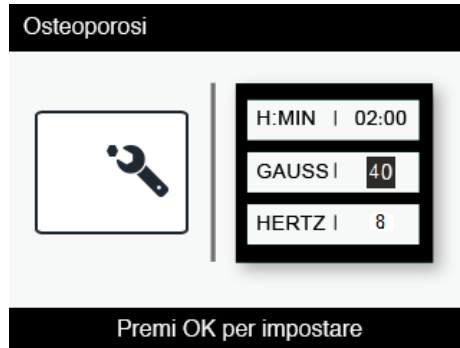 Osteoporosi
H:MIN | 02:00
GAUSS | 40
HERTZ | 8
Premi OK per impostare